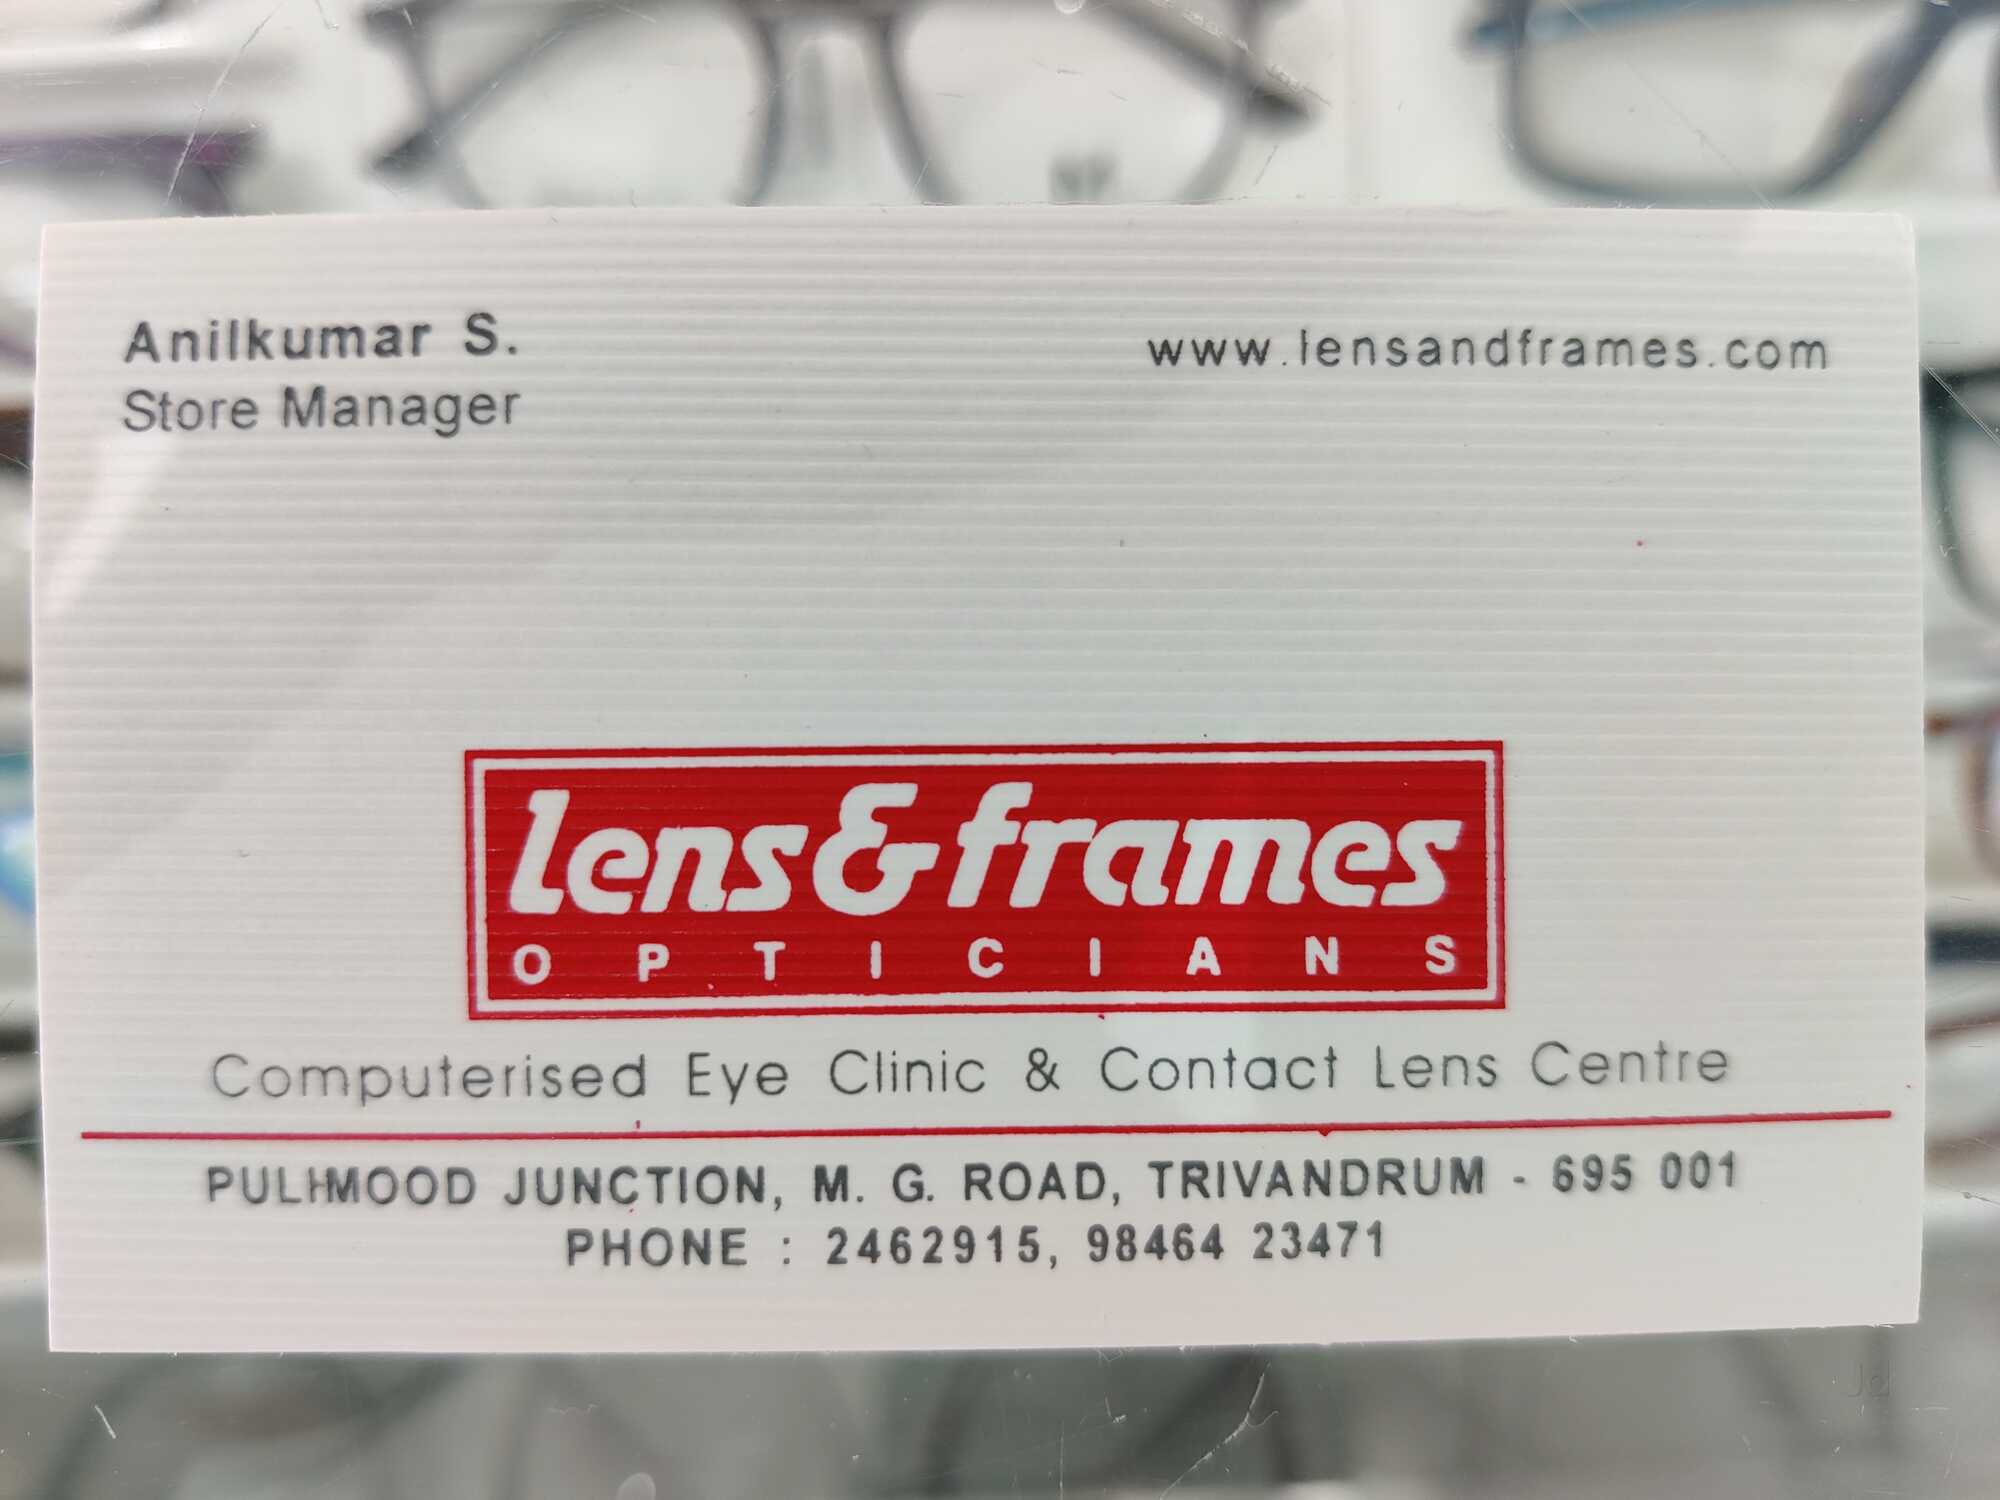 Anilkumar S.
Store Manager
www.lensandframes.com
lens&frames
OPTICIANS
Computerised Eye Clinic & Contact Lens Centre
PULIMOOD JUNCTION, M. G. ROAD, TRIVANDRUM - 695 001
PHONE : 2462915, 98464 23471
Jd